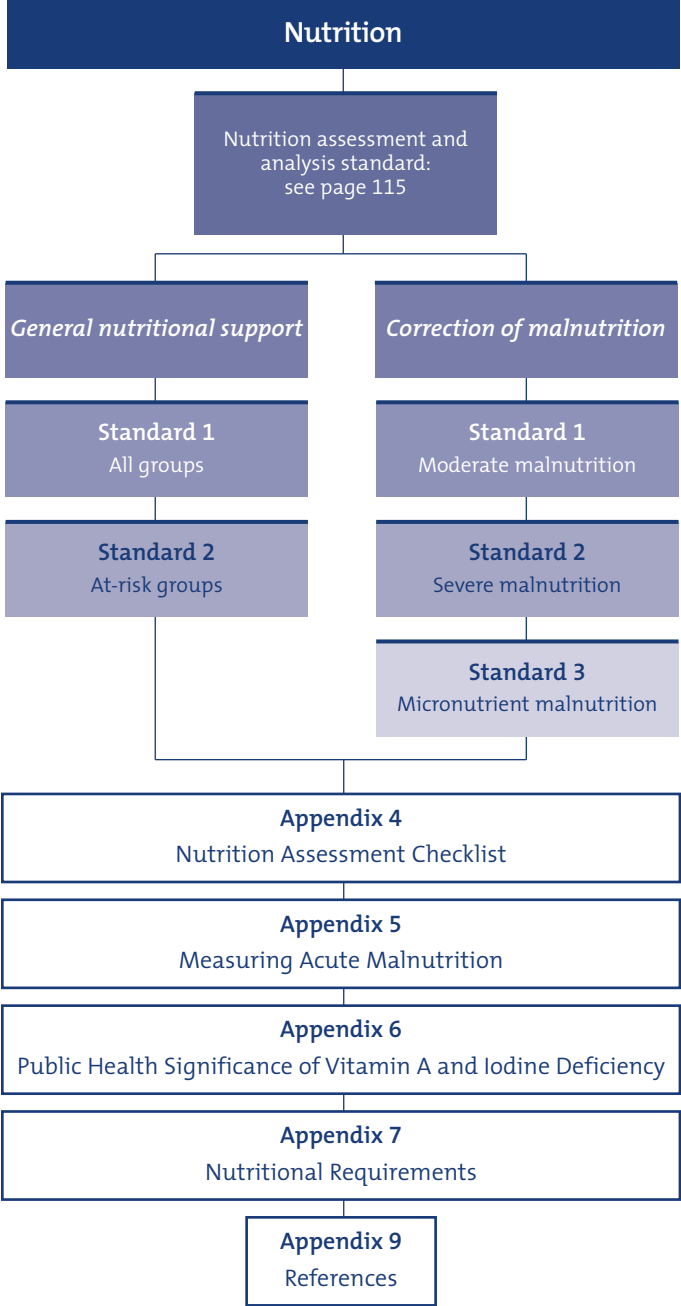 Nutrition
Nutrition assessment and
analysis standard:
see page 115
General nutritional support
Standard 1
All groups
Standard 2
At-risk groups
Correction of malnutrition
Standard 1
Moderate malnutrition
Standard 2
Severe malnutrition
Standard 3
Micronutrient malnutrition
Appendix 4
Nutrition Assessment Checklist
Appendix 5
Measuring Acute Malnutrition
Appendix 6
Public Health Significance of Vitamin A and Iodine Deficiency
Appendix 7
Nutritional Requirements
Appendix 9
References